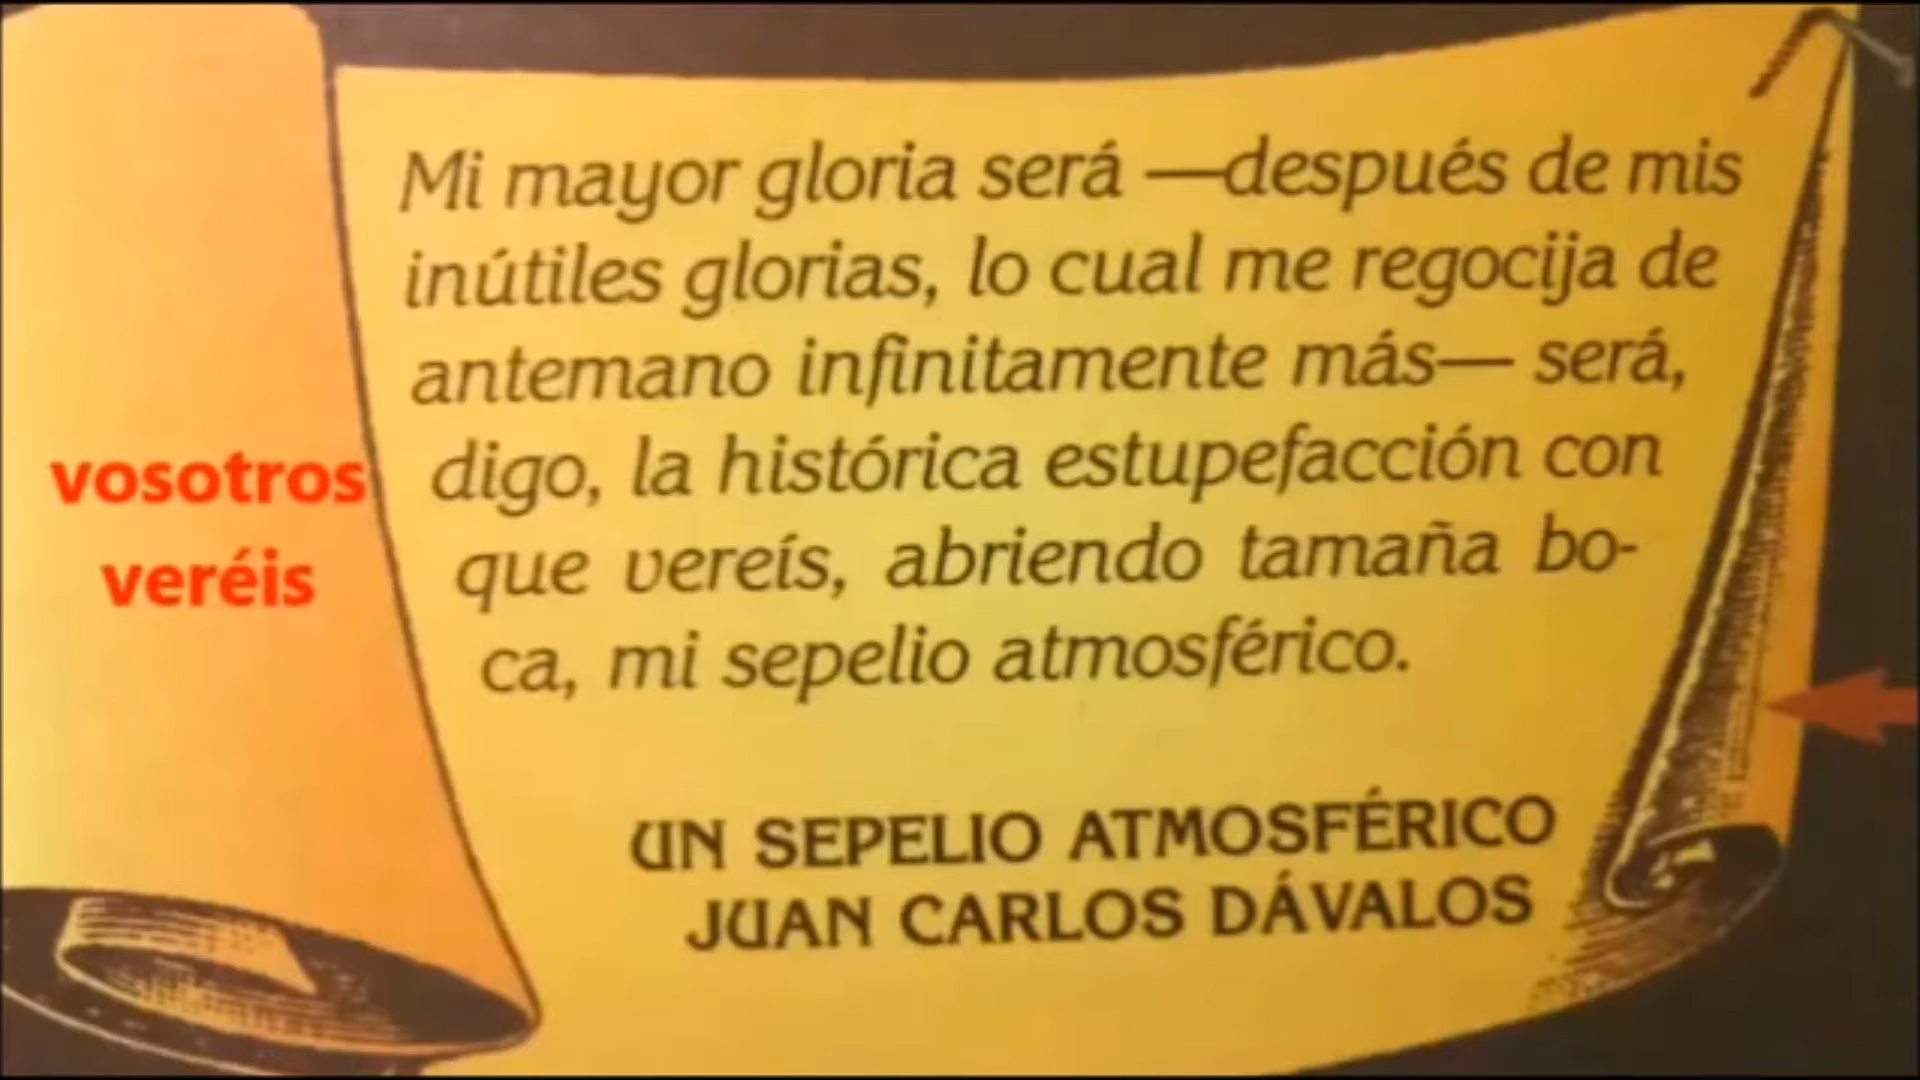 Mi mayor gloria será —después de mis
inútiles glorias, lo cual me regocija de
antemano infinitamente más— será,
digo, la histórica estupefacción con
que vereís, abriendo tamaña bo-
ca, mi sepelio atmosférico.
UN SEPELIO ATMOSFÉRICO
JUAN CARLOS DÁVALOS
vosotros
veréis